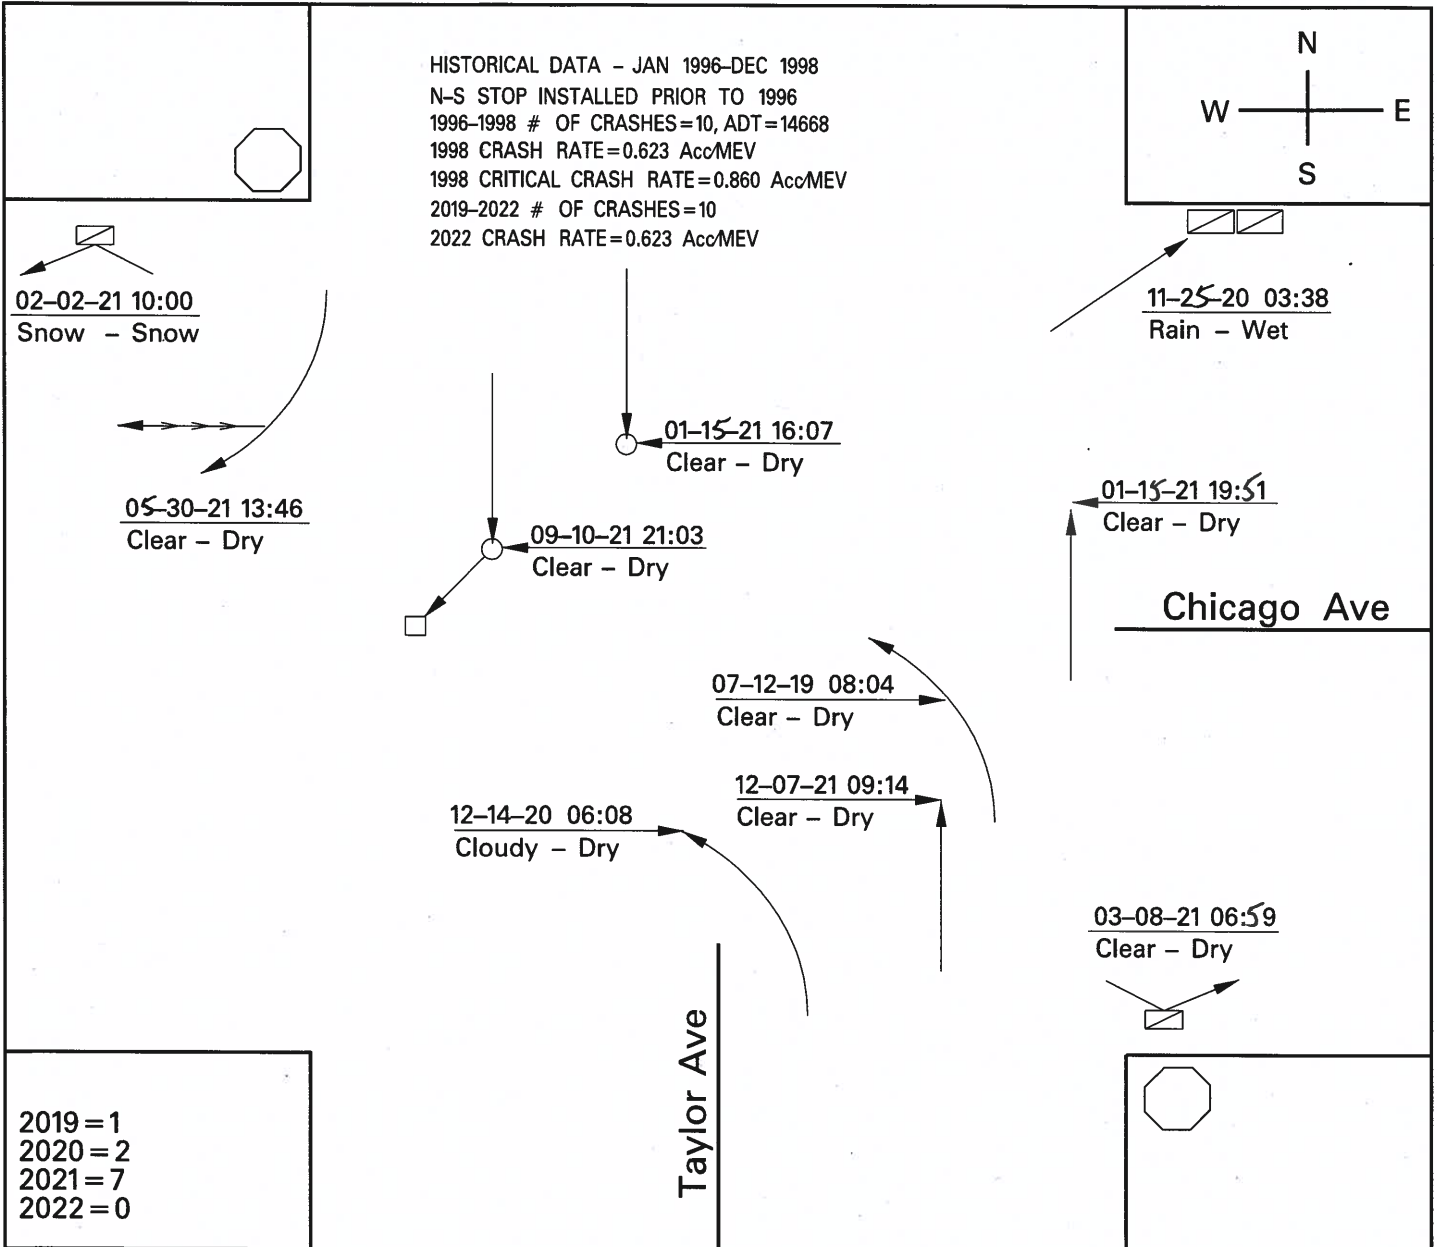 HISTORICAL DATA – JAN 1996–DEC 1998
N–S STOP INSTALLED PRIOR TO 1996
1996–1998 # OF CRASHES=10, ADT=14668
1998 CRASH RATE=0.623 Acc/MEV
1998 CRITICAL CRASH RATE=0.860 Acc/MEV
2019–2022 # OF CRASHES=10
2022 CRASH RATE=0.623 Acc/MEV
N
W E
S
02–02–21 10:00
Snow – Snow
11–25–20 03:38
Rain – Wet
01–15–21 16:07
Clear – Dry
01–15–21 19:51
Clear – Dry
05–30–21 13:46
Clear – Dry
09–10–21 21:03
Clear – Dry
Chicago Ave
07–12–19 08:04
Clear – Dry
12–07–21 09:14
Clear – Dry
12–14–20 06:08
Cloudy – Dry
03–08–21 06:59
Clear – Dry
Taylor Ave
2019=1
2020=2
2021=7
2022=0